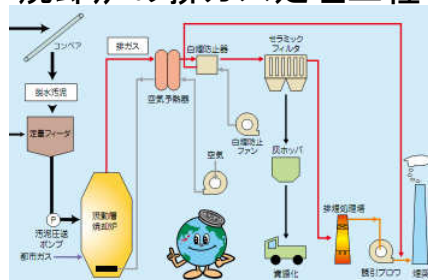 コンベア
排ガス
白煙防止器
セラミック
フィルタ
脱水汚泥
空気予熱器
定量フィーダ
白煙防止
ファン
空気
灰ホッパ
流動層
焼却炉
P
汚泥圧送
ポンプ
都市ガス
排煙処理塔
資源化
誘引ブロワ
煙突